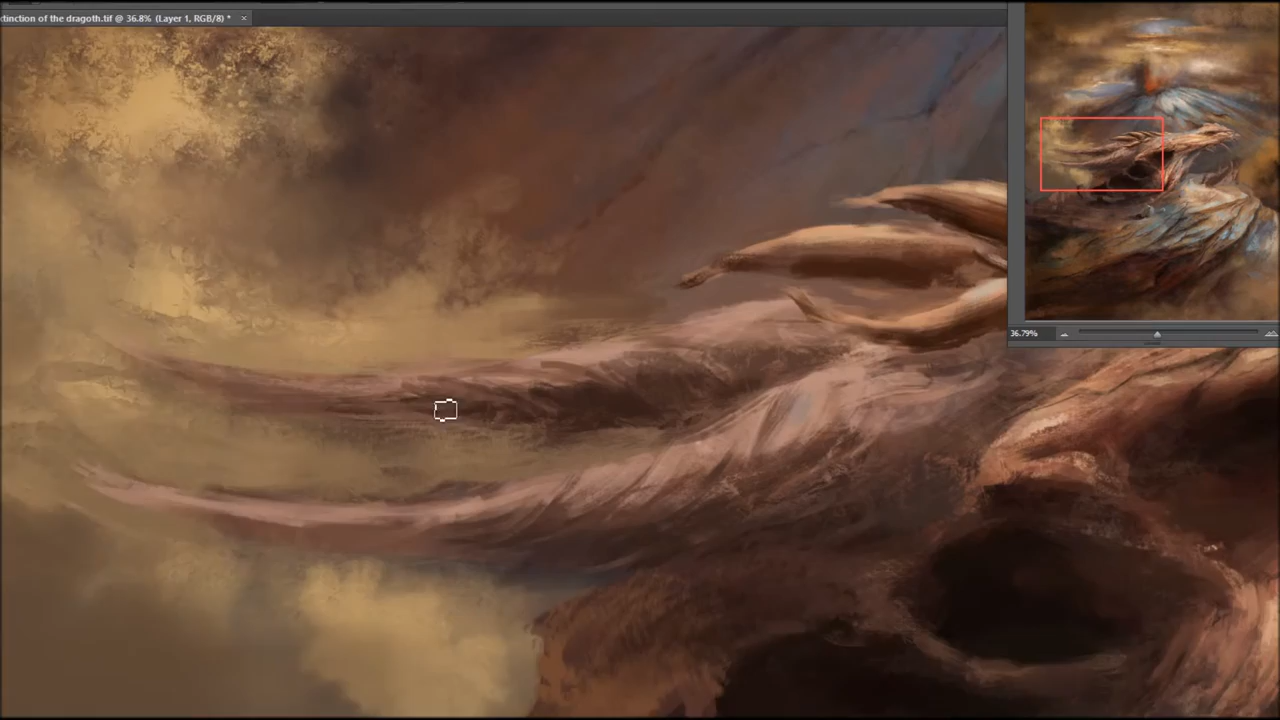 tinction of the dragoth.tif @ 36.8% (Layer 1, RGB/8) *
36.79%